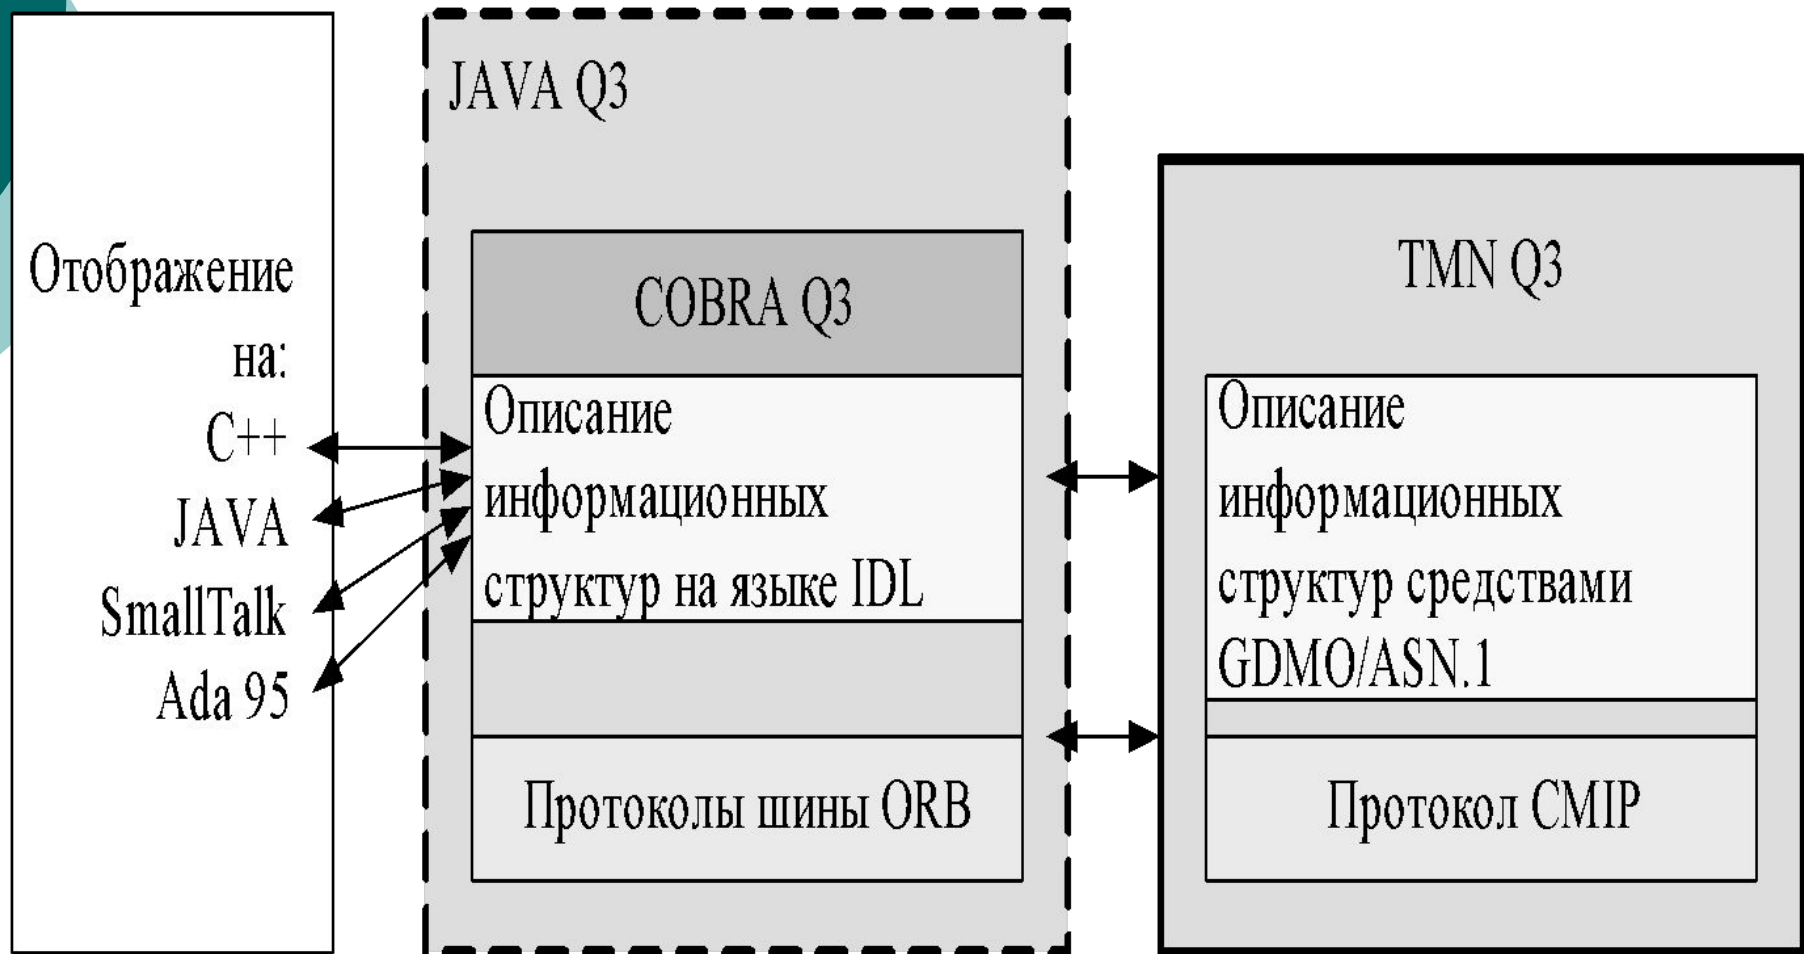 Отображение
на:
C++
JAVA
SmallTalk
Ada 95
JAVA Q3
COBRA Q3
Описание
информационных
структур на языке IDL
Протоколы шины ORB
TMN Q3
Описание
информационных
структур средствами
GDMO/ASN.1
Протокол CMIP